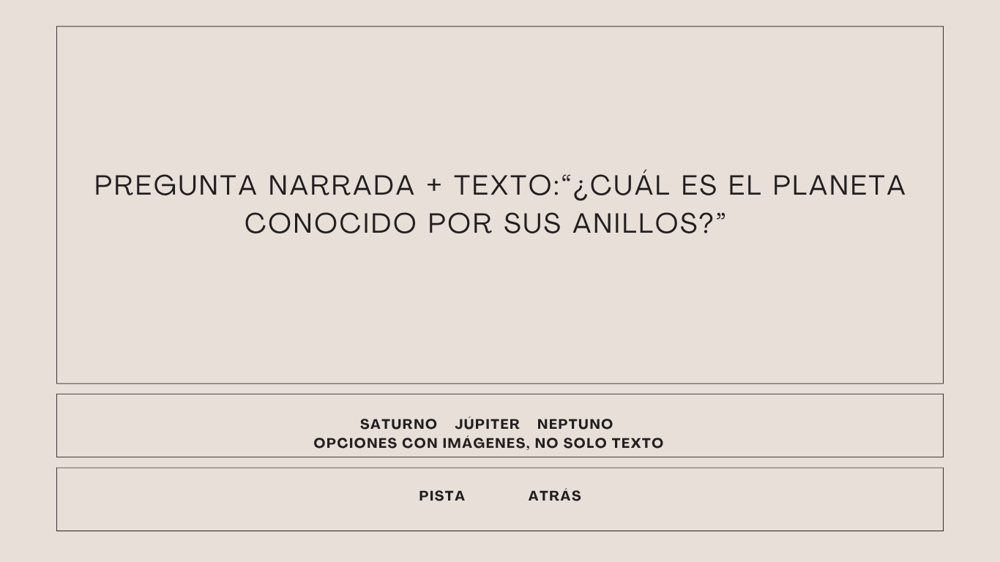 PREGUNTA NARRADA + TEXTO:“¿CUÁL ES EL PLANETA
CONOCIDO POR SUS ANILLOS?”
SATURNO JÚPITER NEPTUNO
OPCIONES CON IMÁGENES, NO SOLO TEXTO
PISTA ATRÁS